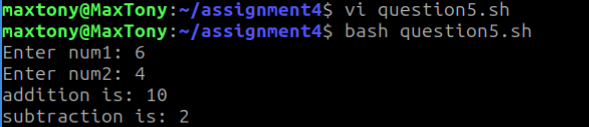 maxtony@MaxTony:~/assignment4$ vi question5.sh
maxtony@MaxTony:~/assignment4$ bash question5.sh
Enter num1: 6
Enter num2: 4
addition is: 10
subtraction is: 2